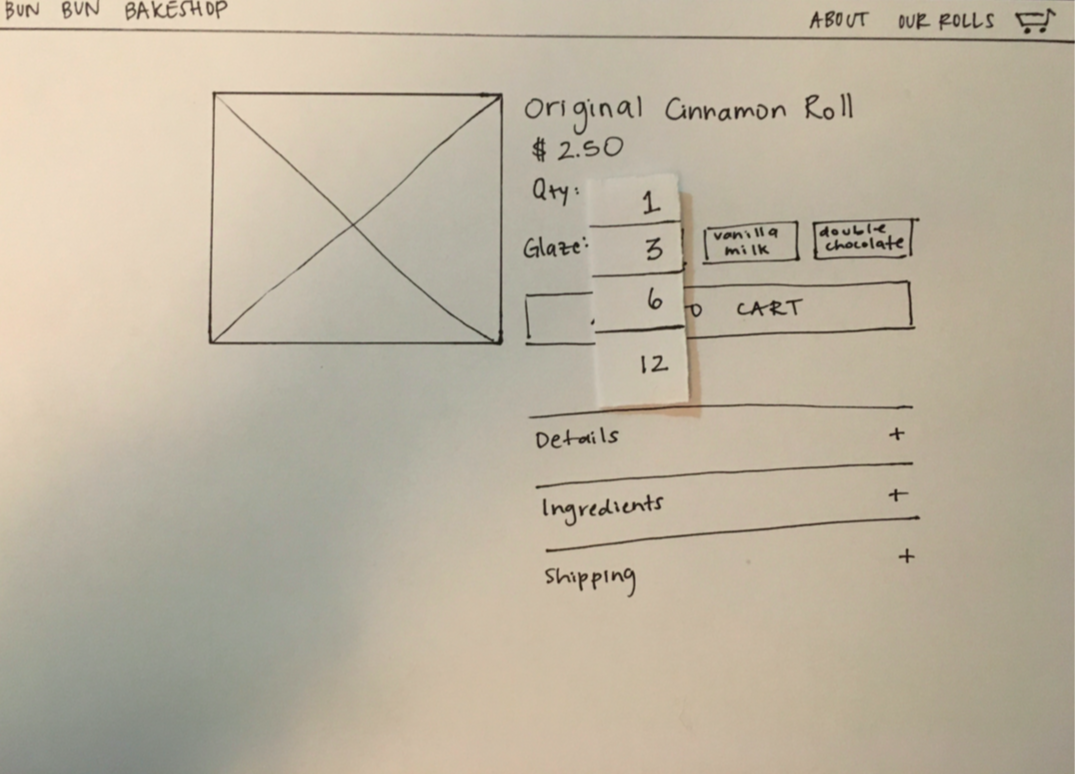 BUN BUN BAKESHOP
ABOUT OUR ROLLS
Original Cinnamon Roll
$ 2.50
Qty:
1
3
6
12
Glaze:
vanilla
milk
double
chocolate
CART
Details +
Ingredients +
Shipping +